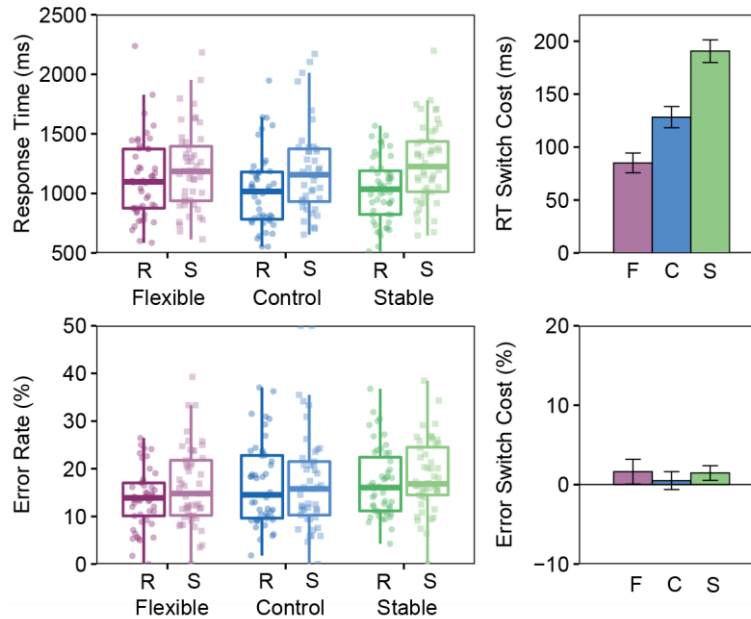 Response Time (ms)
2500
2000
1500
1000
500
R S R S R S
Flexible Control Stable
RT Switch Cost (ms)
200
150
100
50
0
F C S
Error Rate (%)
50
40
30
20
10
0
R S R S R S
Flexible Control Stable
Error Switch Cost (%)
20
10
0
−10
F C S